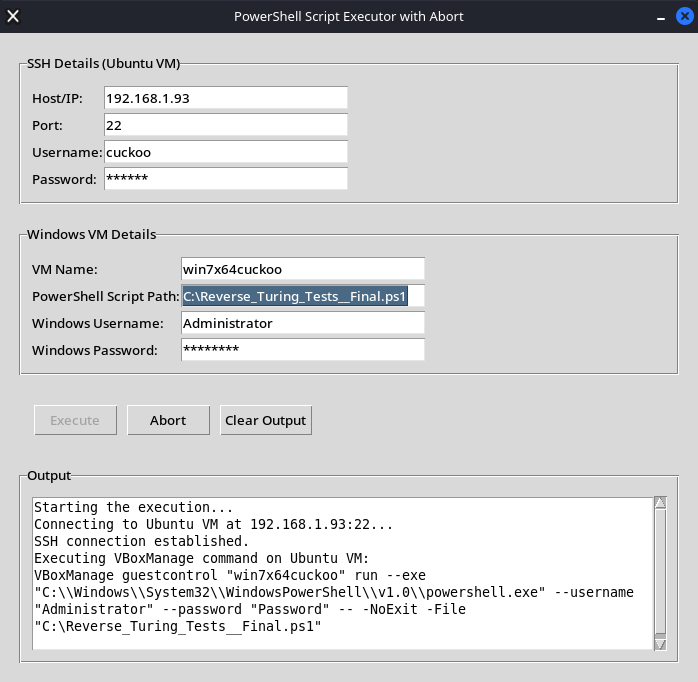 PowerShell Script Executor with Abort
SSH Details (Ubuntu VM)
Host/IP: 192.168.1.93
Port: 22
Username: cuckoo
Password: ******
Windows VM Details
VM Name: win7x64cuckoo
PowerShell Script Path: C:\Reverse_Turing_Tests__Final.ps1
Windows Username: Administrator
Windows Password: ********
Execute Abort Clear Output
Output
Starting the execution...
Connecting to Ubuntu VM at 192.168.1.93:22...
SSH connection established.
Executing VBoxManage command on Ubuntu VM:
VBoxManage guestcontrol "win7x64cuckoo" run --exe
"C:\\Windows\\System32\\WindowsPowerShell\\v1.0\\powershell.exe" --username
"Administrator" --password "Password" -- -NoExit -File
"C:\Reverse_Turing_Tests__Final.ps1"